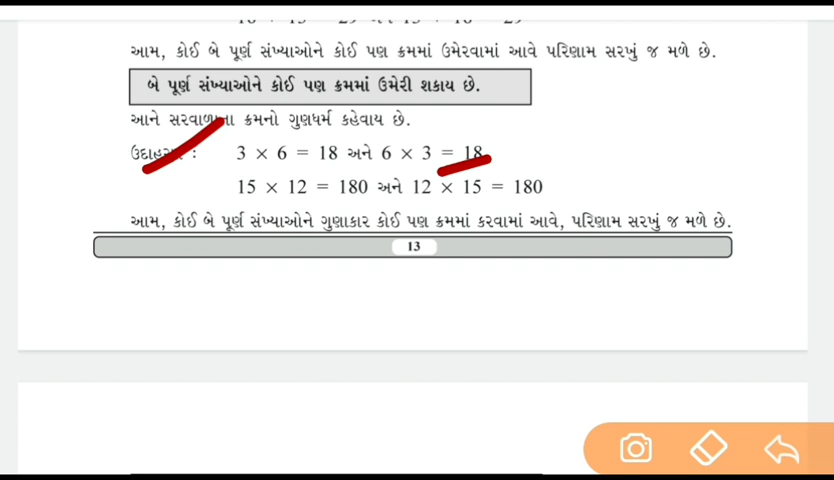 આમ, કોઈ બે પૂર્ણ સંખ્યાઓને કોઈ પણ ક્રમમાં ઉમેરવામાં આવે પરિણામ સરખું જ મળે છે.
બે પૂર્ણ સંખ્યાઓને કોઈ પણ ક્રમમાં ઉમેરી શકાય છે.
આને સરવાળાના ક્રમનો ગુણધર્મ કહેવાય છે.
ઉદાહરણ : 3 × 6 = 18 અને 6 × 3 = 18
15 × 12 = 180 અને 12 × 15 = 180
આમ, કોઈ બે પૂર્ણ સંખ્યાઓને ગુણાકાર કોઈ પણ ક્રમમાં કરવામાં આવે, પરિણામ સરખું જ મળે છે.
13